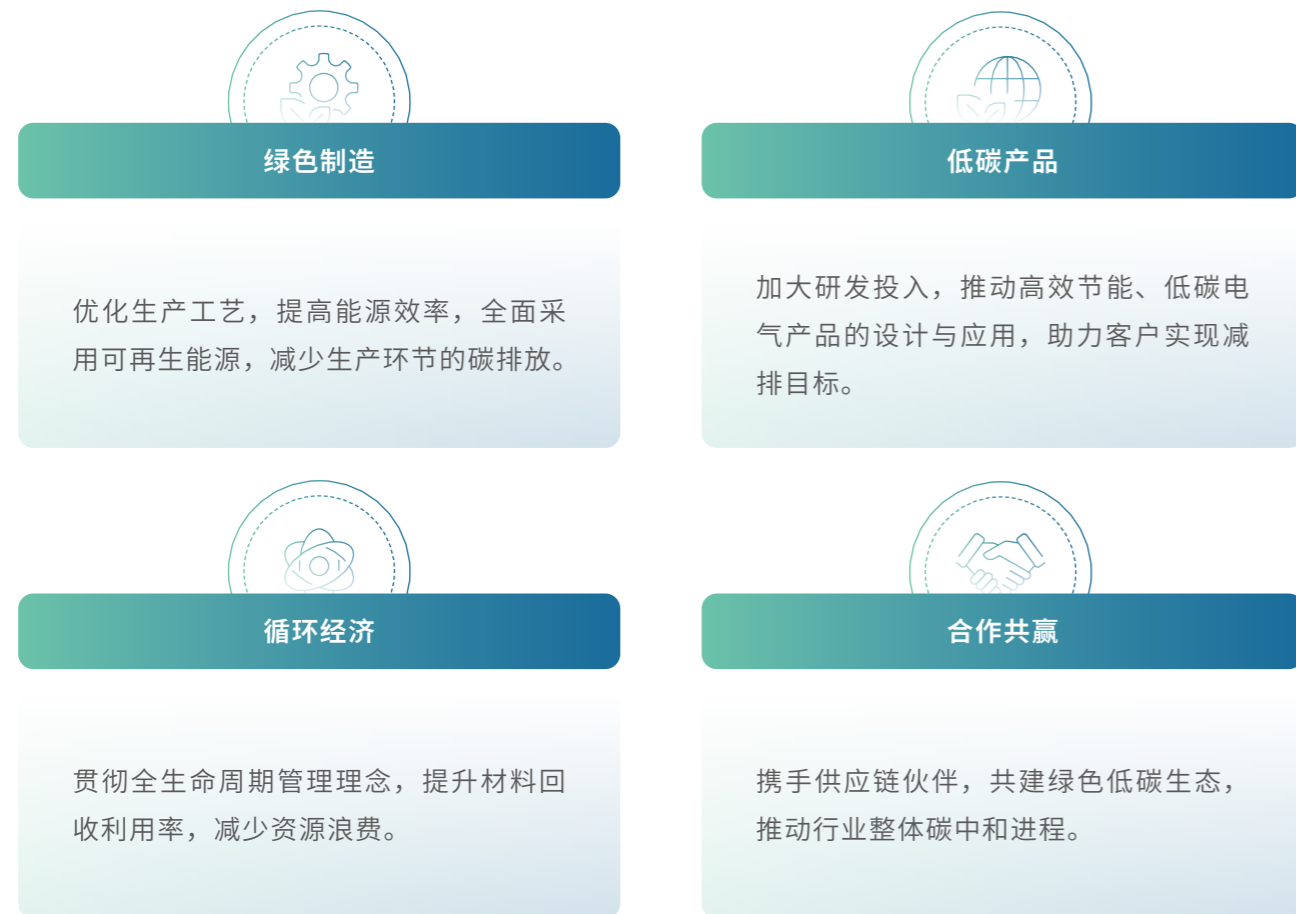 绿色制造
优化生产工艺，提高能源效率，全面采
用可再生能源，减少生产环节的碳排放。
低碳产品
加大研发投入，推动高效节能、低碳电
气产品的设计与应用，助力客户实现减
排目标。
循环经济
贯彻全生命周期管理理念，提升材料回
收利用率，减少资源浪费。
合作共赢
携手供应链伙伴，共建绿色低碳生态，
推动行业整体碳中和进程。